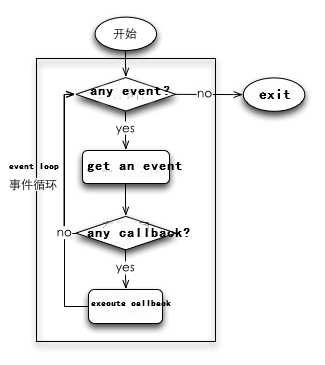 开始
any event?
no
exit
yes
event loop
事件循环
get an event
any callback?
no
yes
execute callback